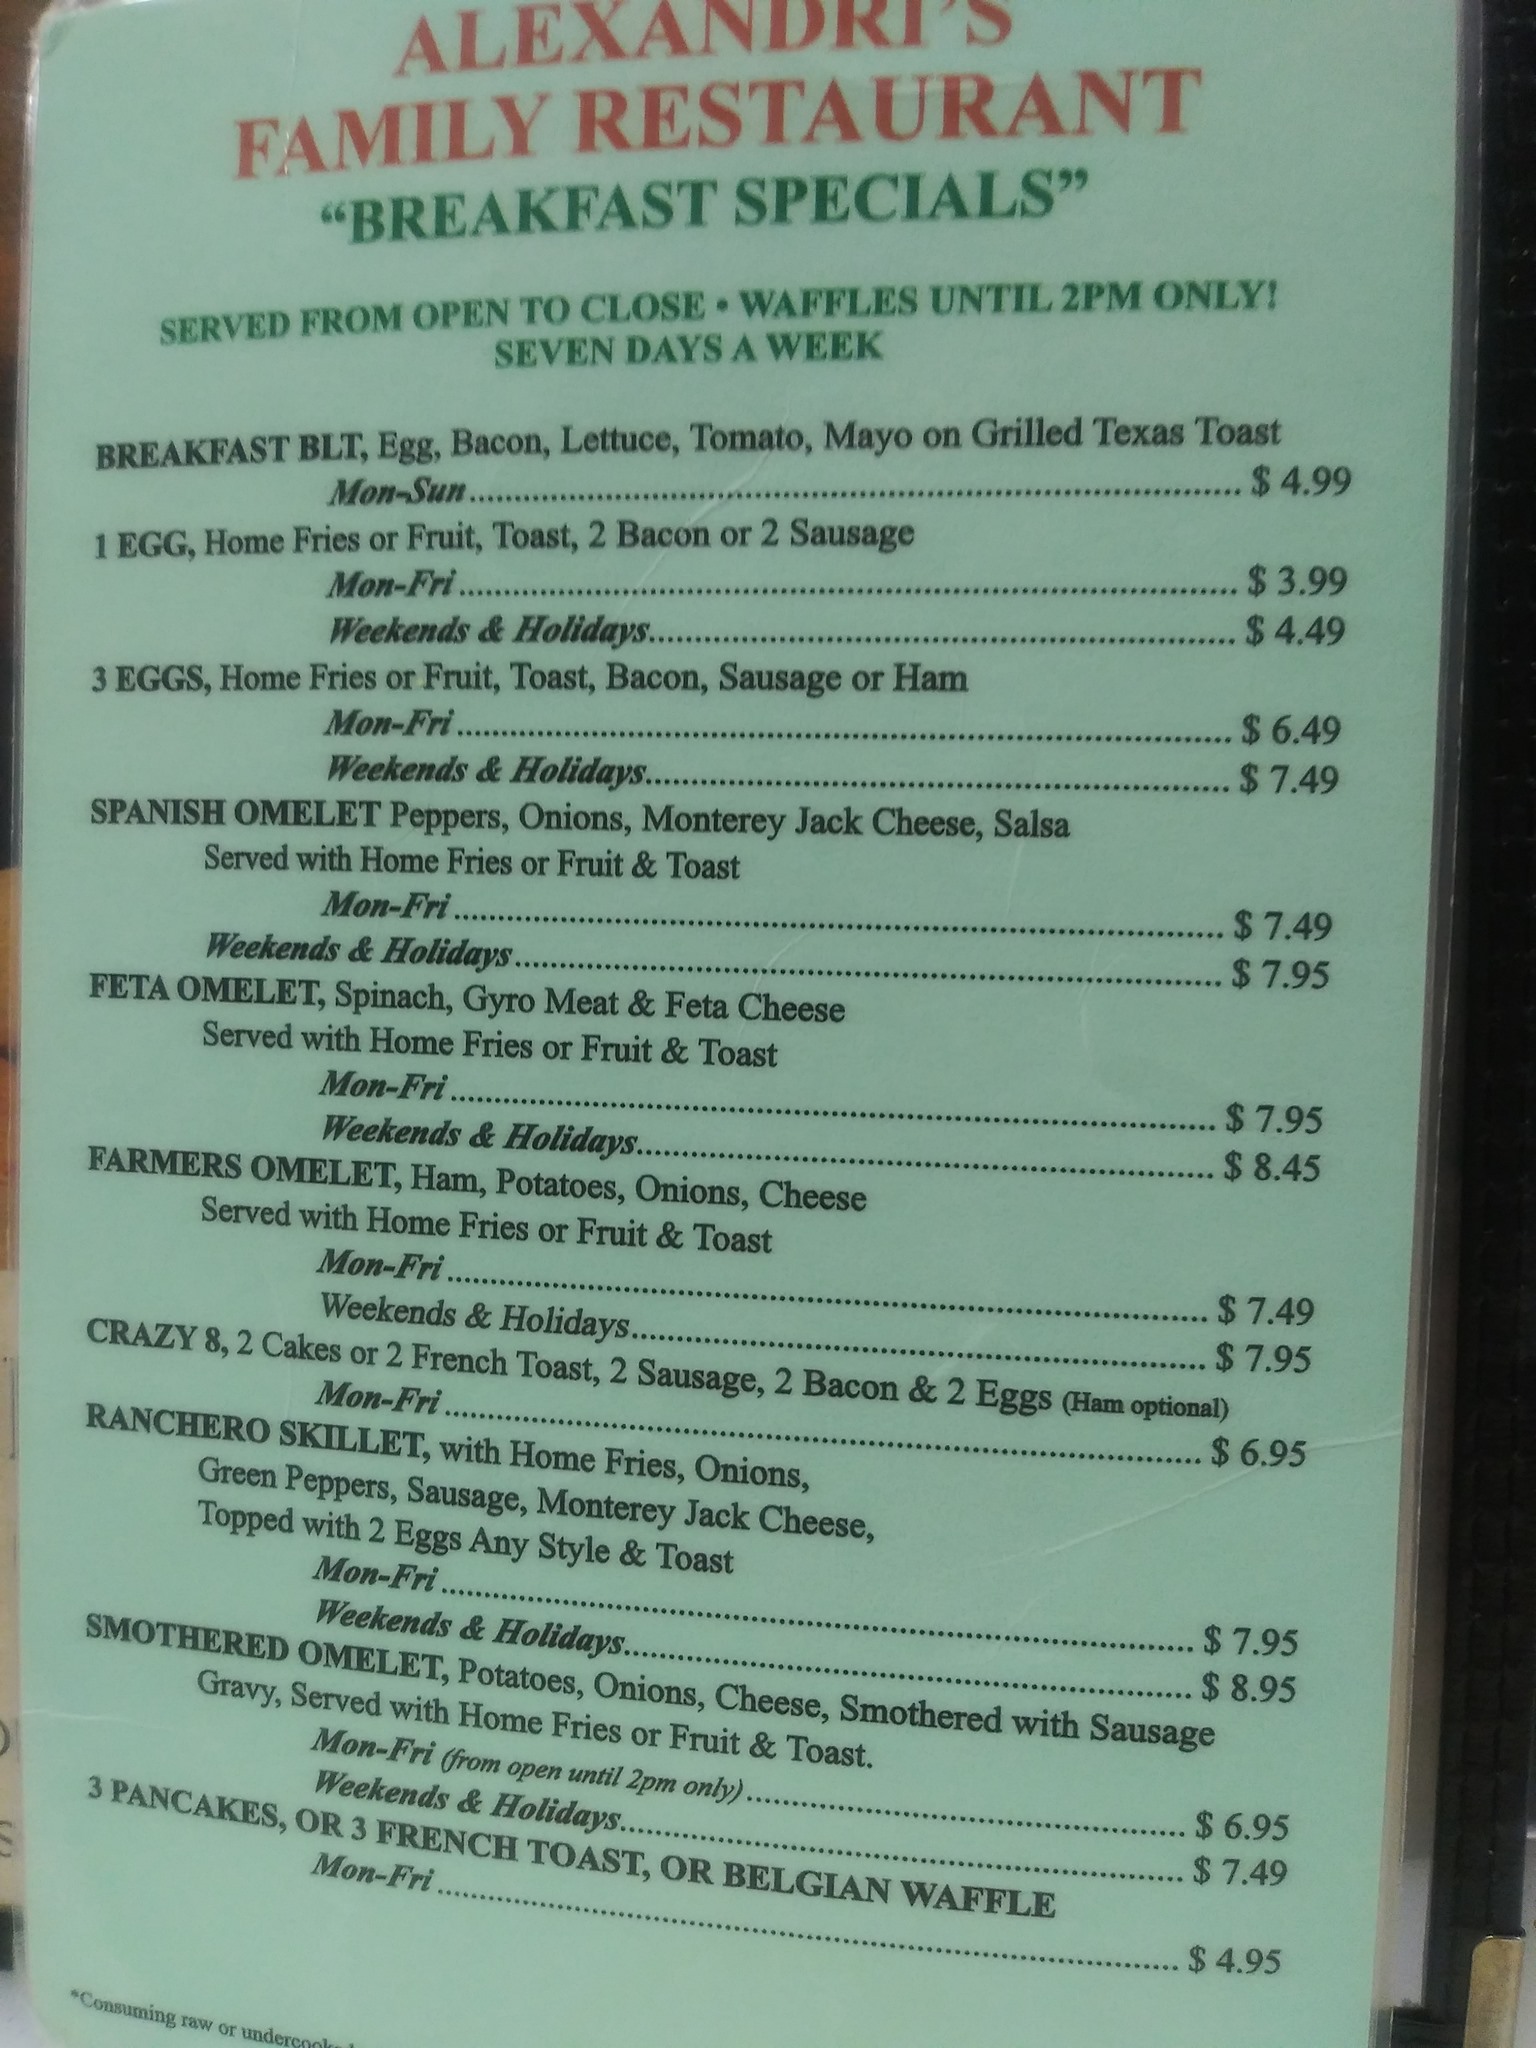 ALEXANDRI'S
FAMILY RESTAURANT
“BREAKFAST SPECIALS”
SERVED FROM OPEN TO CLOSE • WAFFLES UNTIL 2PM ONLY!
SEVEN DAYS A WEEK
BREAKFAST BLT, Egg, Bacon, Lettuce, Tomato, Mayo on Grilled Texas Toast
Mon-Sun........ $ 4.99
1 EGG, Home Fries or Fruit, Toast, 2 Bacon or 2 Sausage
Mon-Fri........ $ 3.99
Weekends & Holidays........ $ 4.49
3 EGGS, Home Fries or Fruit, Toast, Bacon, Sausage or Ham
Mon-Fri........ $ 6.49
Weekends & Holidays........ $ 7.49
SPANISH OMELET Peppers, Onions, Monterey Jack Cheese, Salsa
Served with Home Fries or Fruit & Toast
Mon-Fri........ $ 7.49
Weekends & Holidays........ $ 7.95
FETA OMELET, Spinach, Gyro Meat & Feta Cheese
Served with Home Fries or Fruit & Toast
Mon-Fri........ $ 7.95
Weekends & Holidays........ $ 8.45
FARMERS OMELET, Ham, Potatoes, Onions, Cheese
Served with Home Fries or Fruit & Toast
Mon-Fri........ $ 7.49
Weekends & Holidays........ $ 7.95
CRAZY 8, 2 Cakes or 2 French Toast, 2 Sausage, 2 Bacon & 2 Eggs (Ham optional)
Mon-Fri........ $ 6.95
RANCHERO SKILLET, with Home Fries, Onions,
Green Peppers, Sausage, Monterey Jack Cheese,
Topped with 2 Eggs Any Style & Toast
Mon-Fri........ $ 7.95
Weekends & Holidays........ $ 8.95
SMOTHERED OMELET, Potatoes, Onions, Cheese, Smothered with Sausage
Gravy, Served with Home Fries or Fruit & Toast.
Mon-Fri (from open until 2pm only)........ $ 6.95
Weekends & Holidays........ $ 7.49
3 PANCAKES, OR 3 FRENCH TOAST, OR BELGIAN WAFFLE
Mon-Fri........ $ 4.95
*Consuming raw or